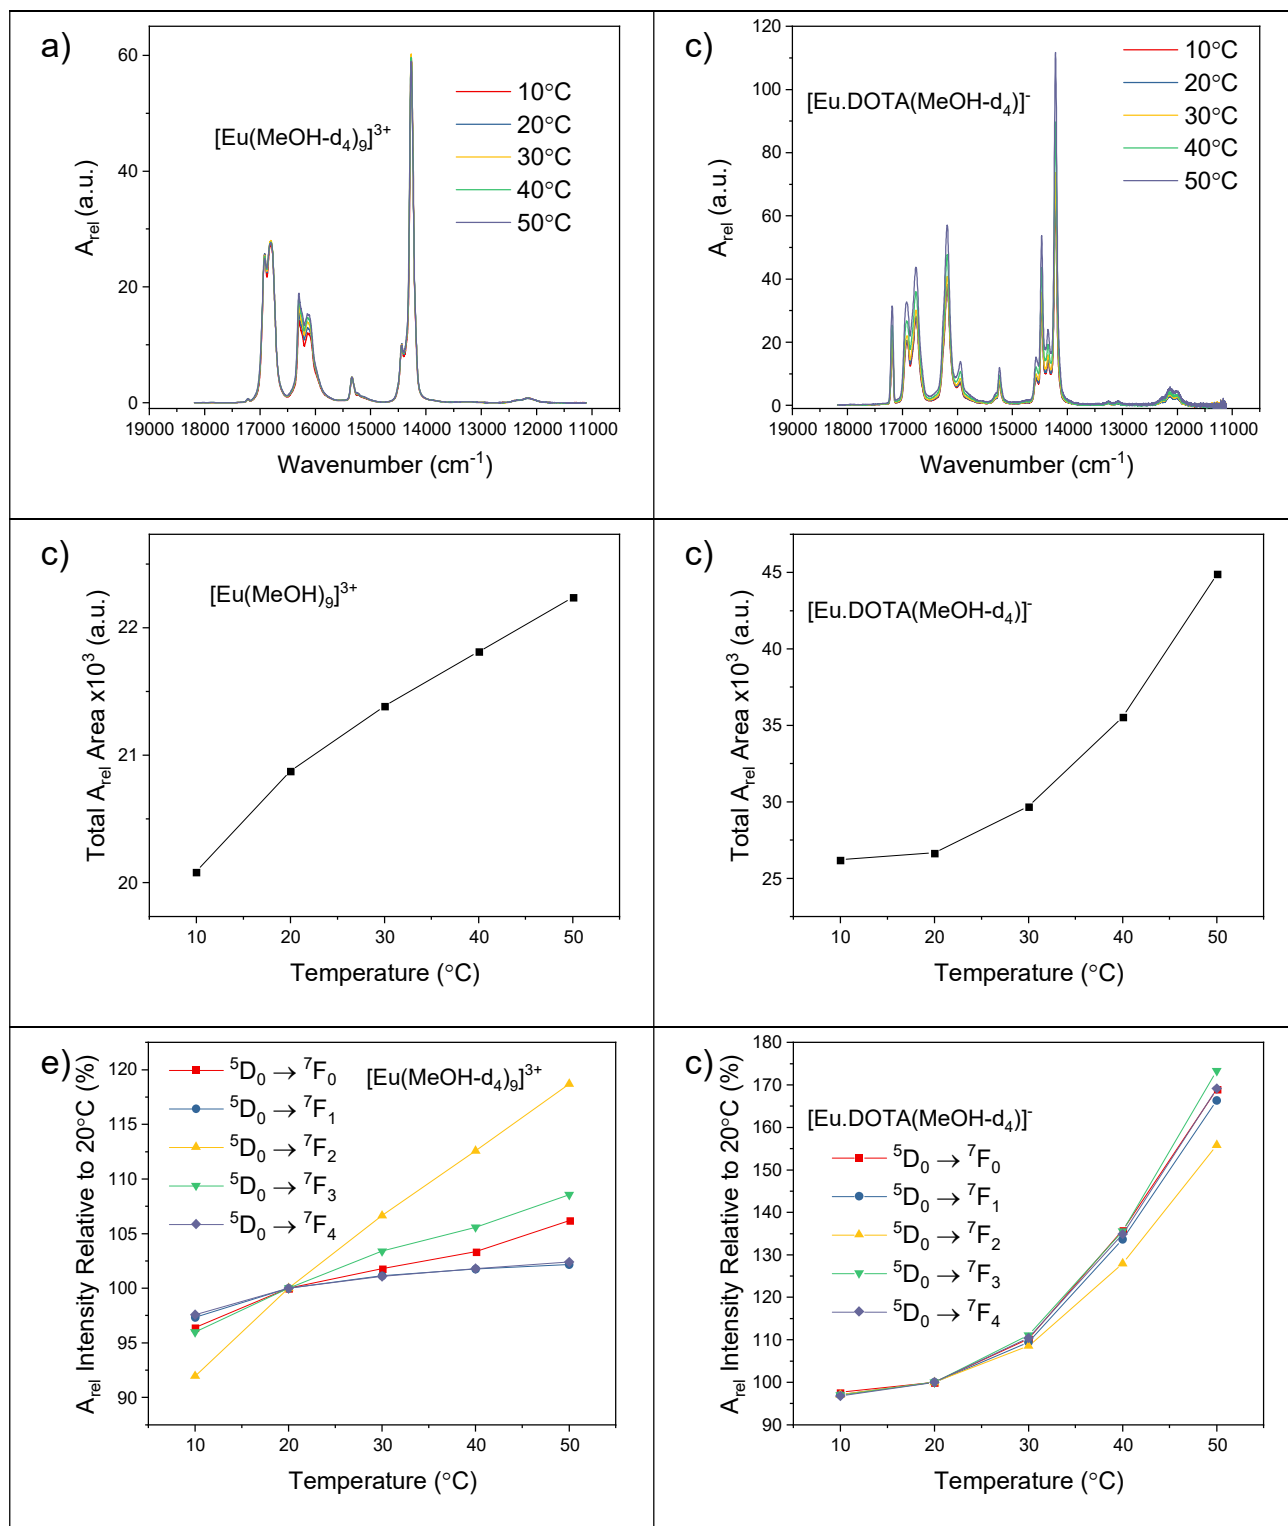 a)
[Eu(MeOH-d4)9]3+
10°C
20°C
30°C
40°C
50°C
60
40
20
0
A_rel (a.u.)
19000 18000 17000 16000 15000 14000 13000 12000 11000
Wavenumber (cm-1)
c)
[Eu.DOTA(MeOH-d4)]-
10°C
20°C
30°C
40°C
50°C
120
100
80
60
40
20
0
A_rel (a.u.)
19000 18000 17000 16000 15000 14000 13000 12000 11000
Wavenumber (cm-1)
c)
[Eu(MeOH)9]3+
22
21
20
Total A_rel Area x10^3 (a.u.)
10 20 30 40 50
Temperature (°C)
c)
[Eu.DOTA(MeOH-d4)]-
45
35
30
25
Total A_rel Area x10^3 (a.u.)
10 20 30 40 50
Temperature (°C)
e)
5D0 → 7F0
5D0 → 7F1
5D0 → 7F2
5D0 → 7F3
5D0 → 7F4
[Eu(MeOH-d4)9]3+
120
115
110
105
100
95
90
A_rel Intensity Relative to 20°C (%)
10 20 30 40 50
Temperature (°C)
c)
[Eu.DOTA(MeOH-d4)]-
5D0 → 7F0
5D0 → 7F1
5D0 → 7F2
5D0 → 7F3
5D0 → 7F4
180
170
160
150
140
130
120
110
100
90
A_rel Intensity Relative to 20°C (%)
10 20 30 40 50
Temperature (°C)